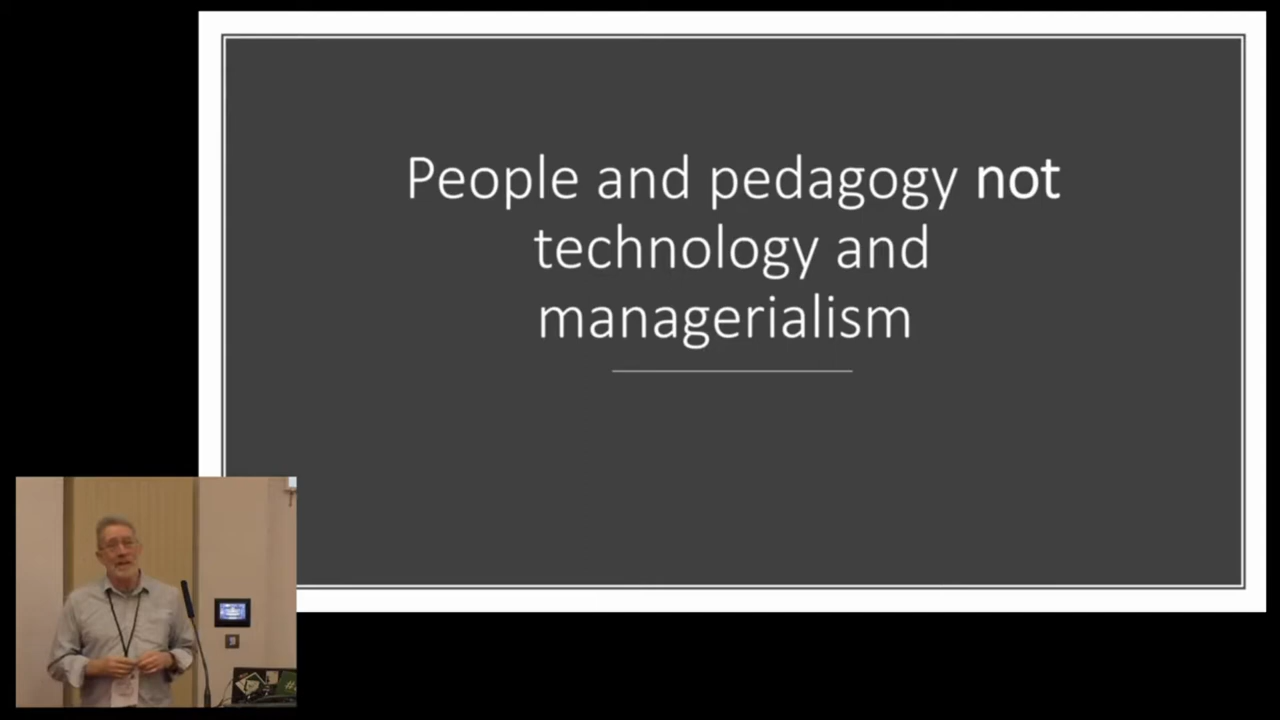 People and pedagogy not
technology and
managerialism